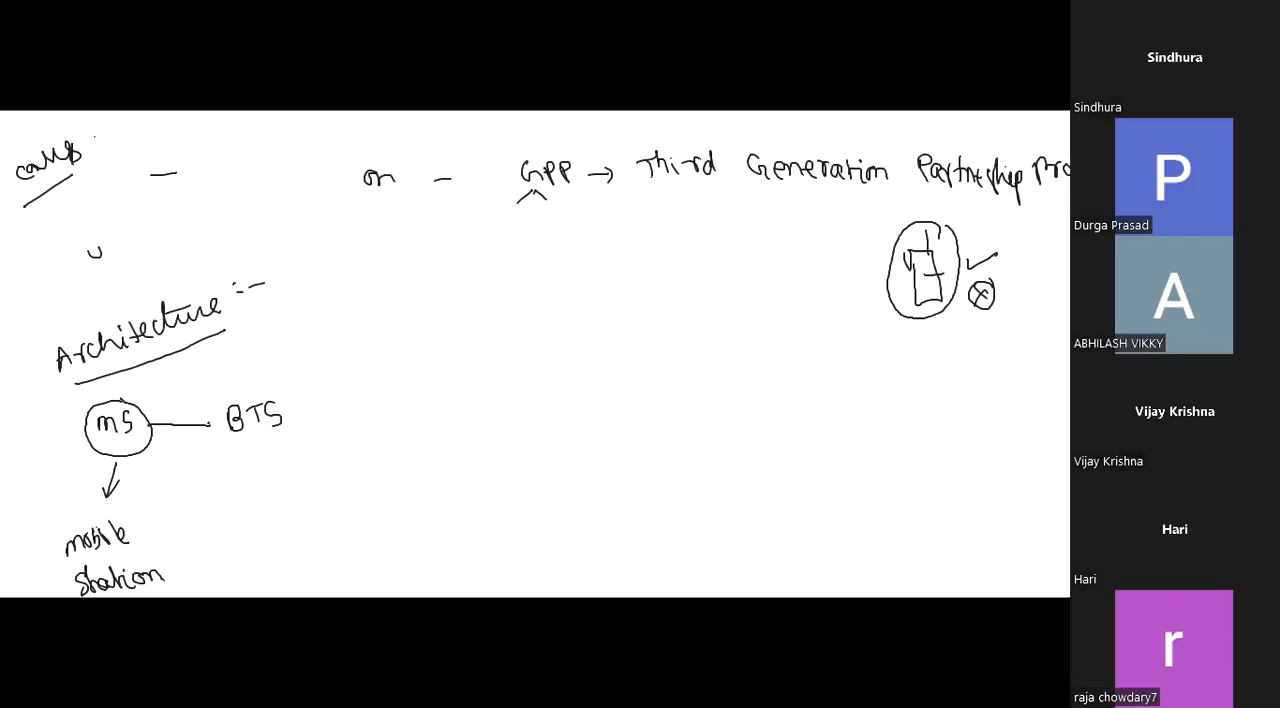 calls — on — GPP → Third Generation Partnership Pro
Architecture :-
MS — BTS
mobile
station
Sindhura
Sindhura
P
Durga Prasad
A
ABHILASH VIKKY
Vijay Krishna
Vijay Krishna
Hari
Hari
r
raja chowdary7